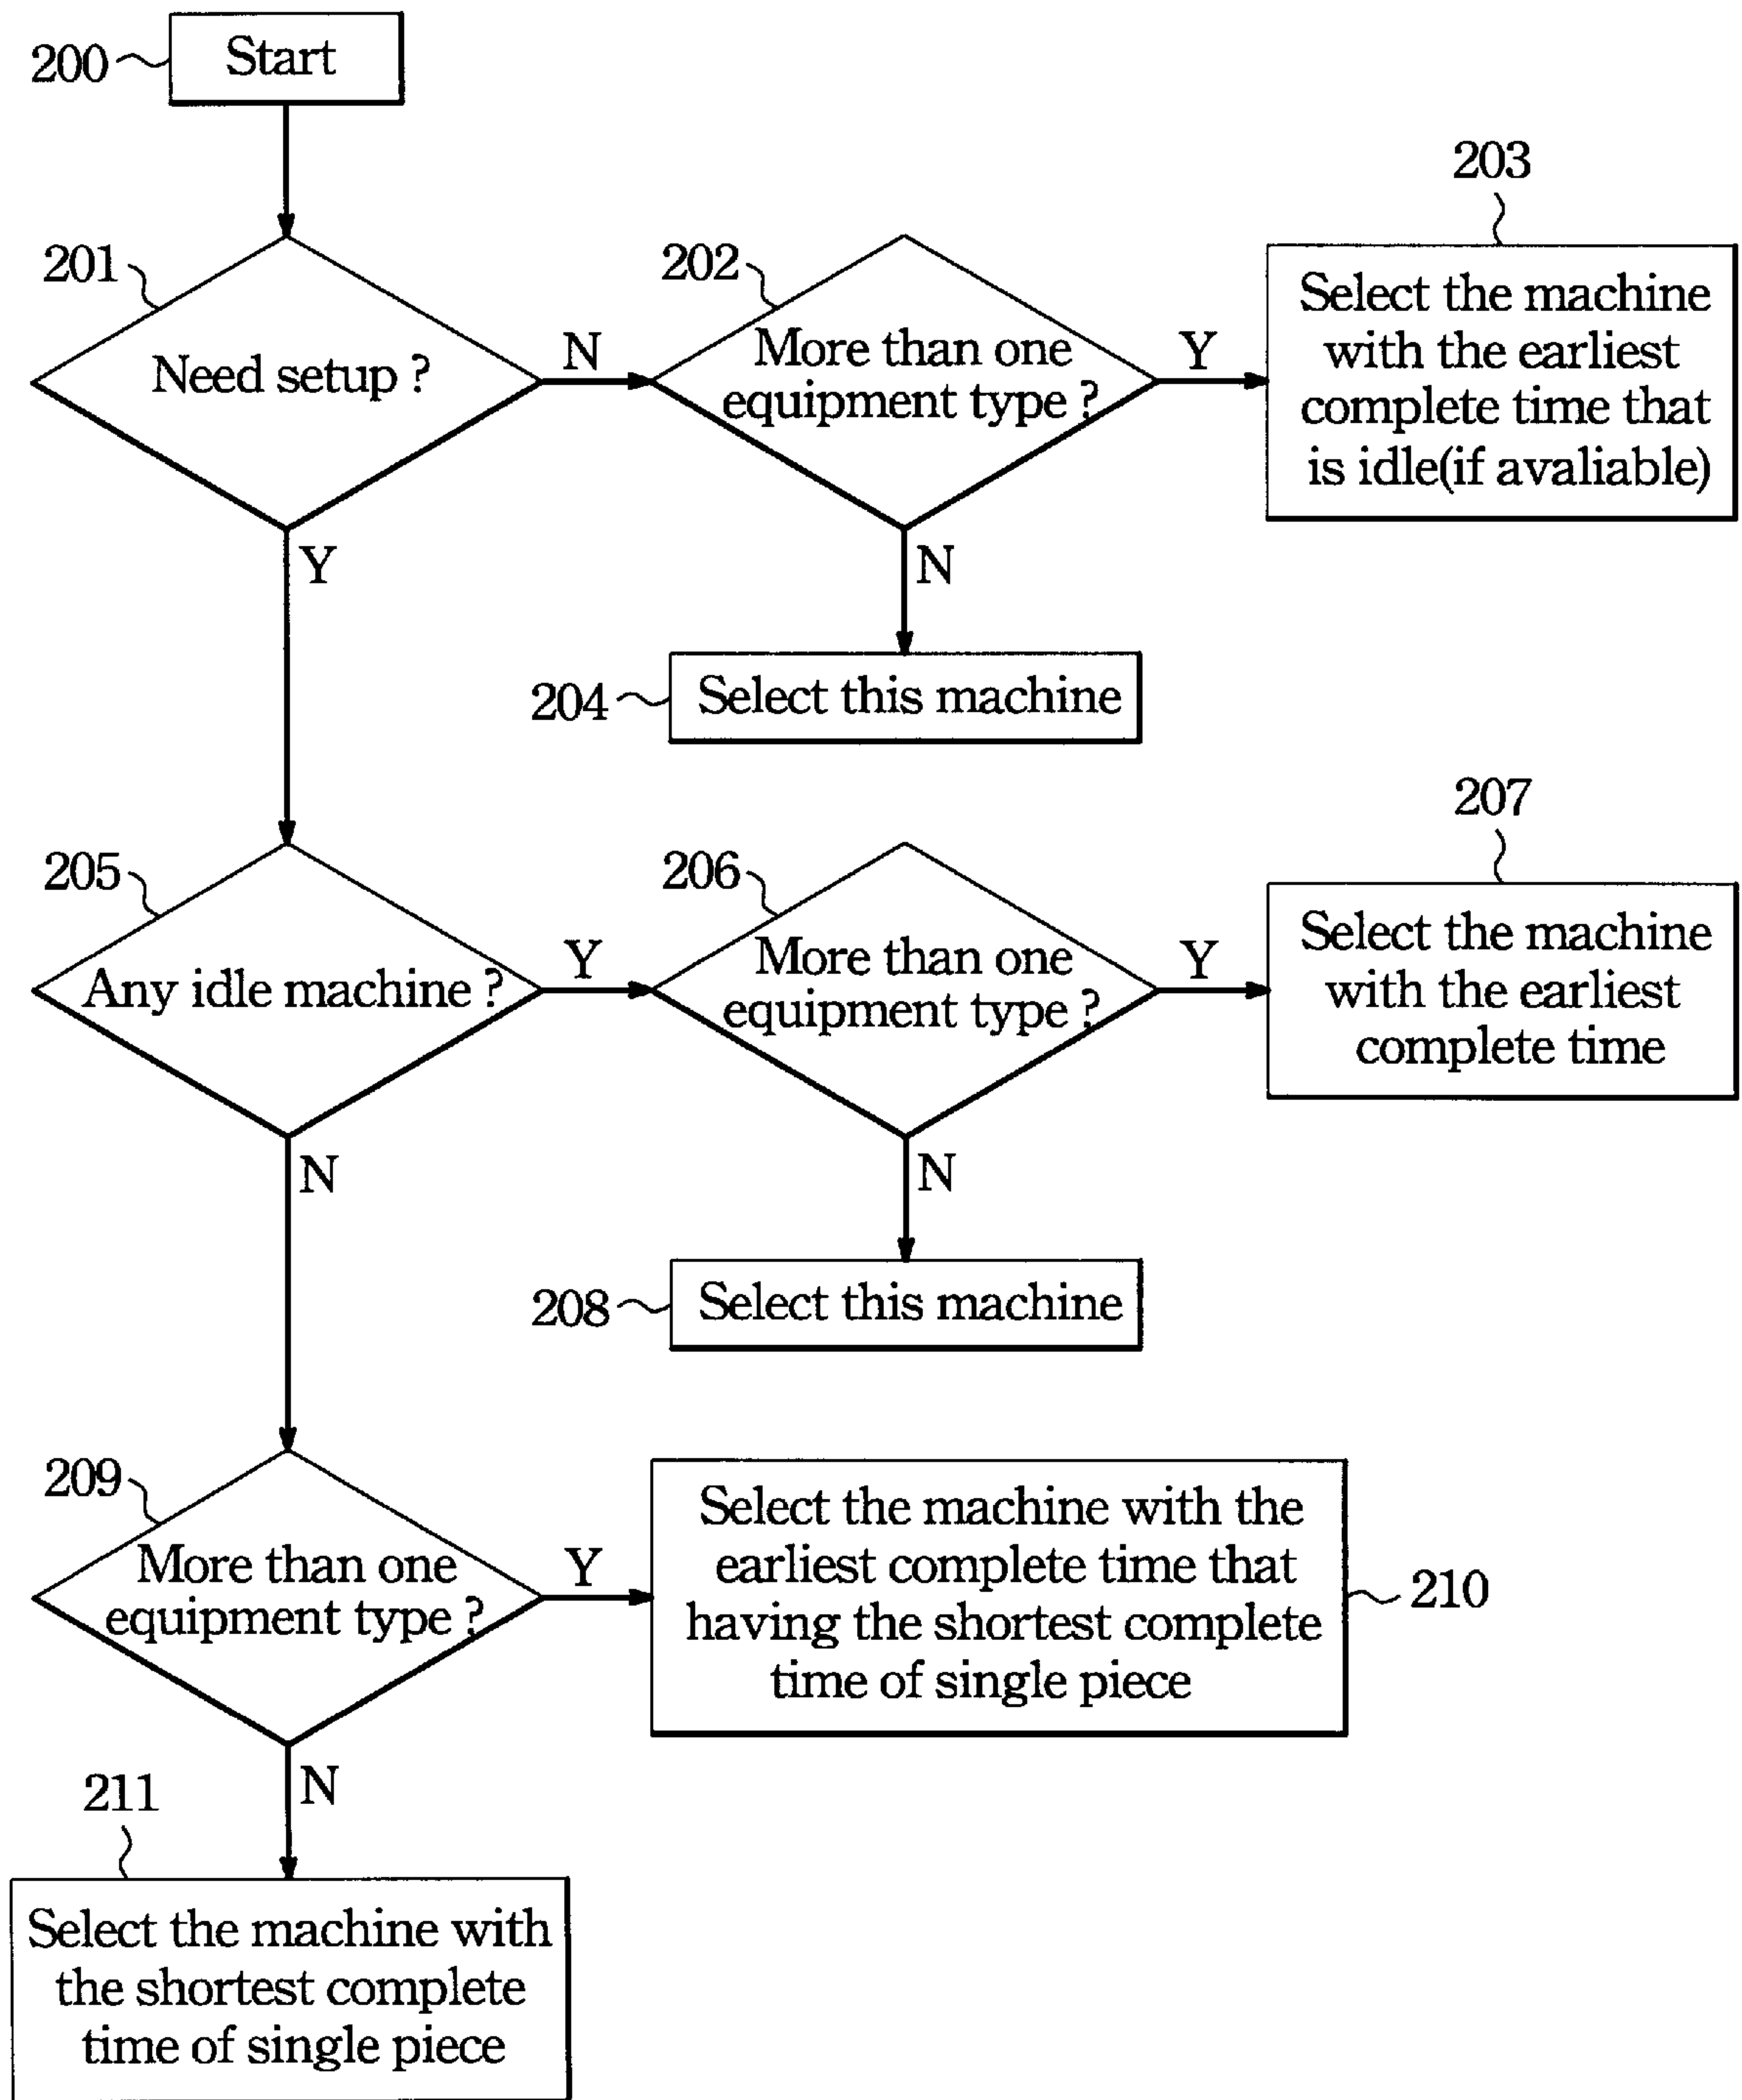 200
Start
201
Need setup ?
N
Y
202
More than one
equipment type ?
Y
N
203
Select the machine
with the earliest
complete time that
is idle(if avaliable)
204
Select this machine
205
Any idle machine ?
Y
N
206
More than one
equipment type ?
Y
N
207
Select the machine
with the earliest
complete time
208
Select this machine
209
More than one
equipment type ?
Y
N
Select the machine with the
earliest complete time that
having the shortest complete
time of single piece
210
211
Select the machine with
the shortest complete
time of single piece